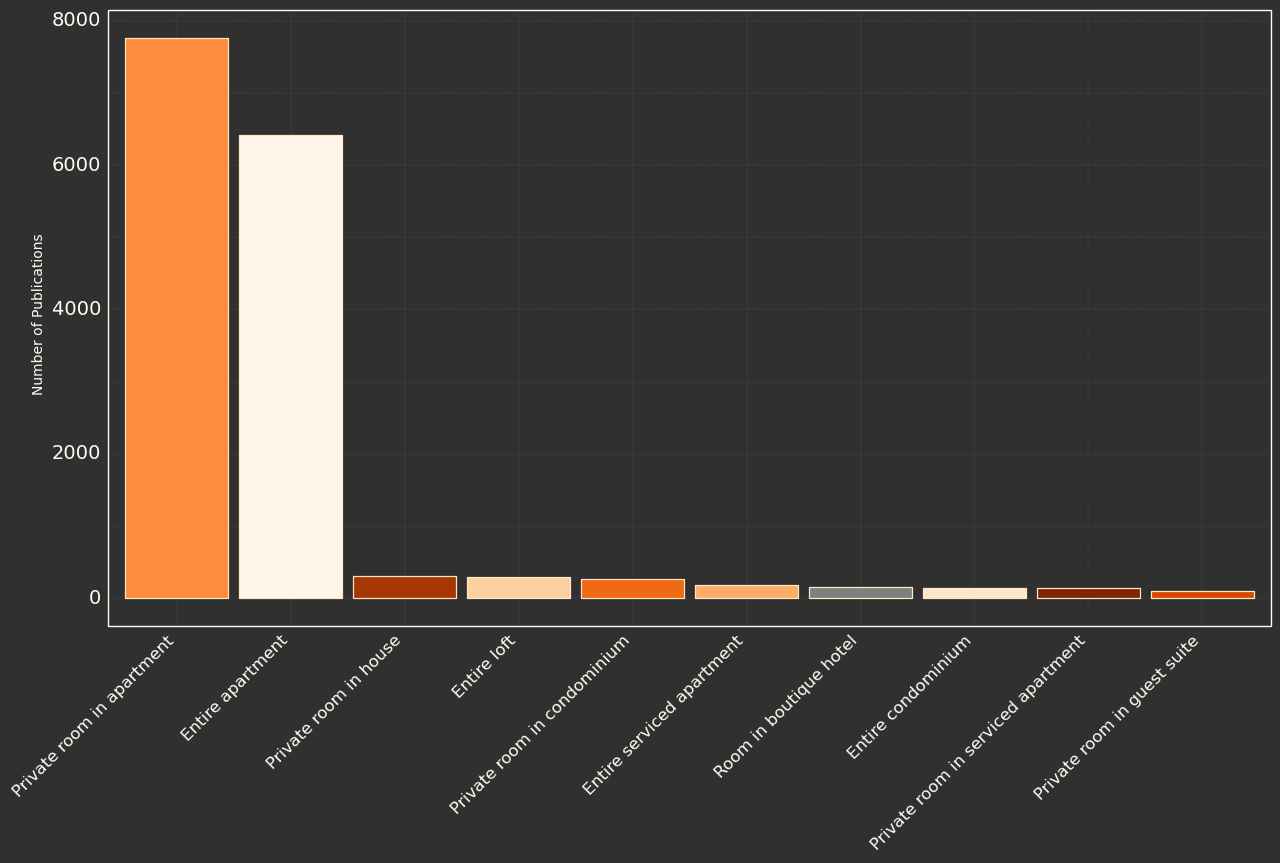 8000
6000
4000
2000
0
Number of Publications
Private room in apartment
Entire apartment
Private room in house
Entire loft
Private room in condominium
Entire serviced apartment
Room in boutique hotel
Entire condominium
Private room in serviced apartment
Private room in guest suite